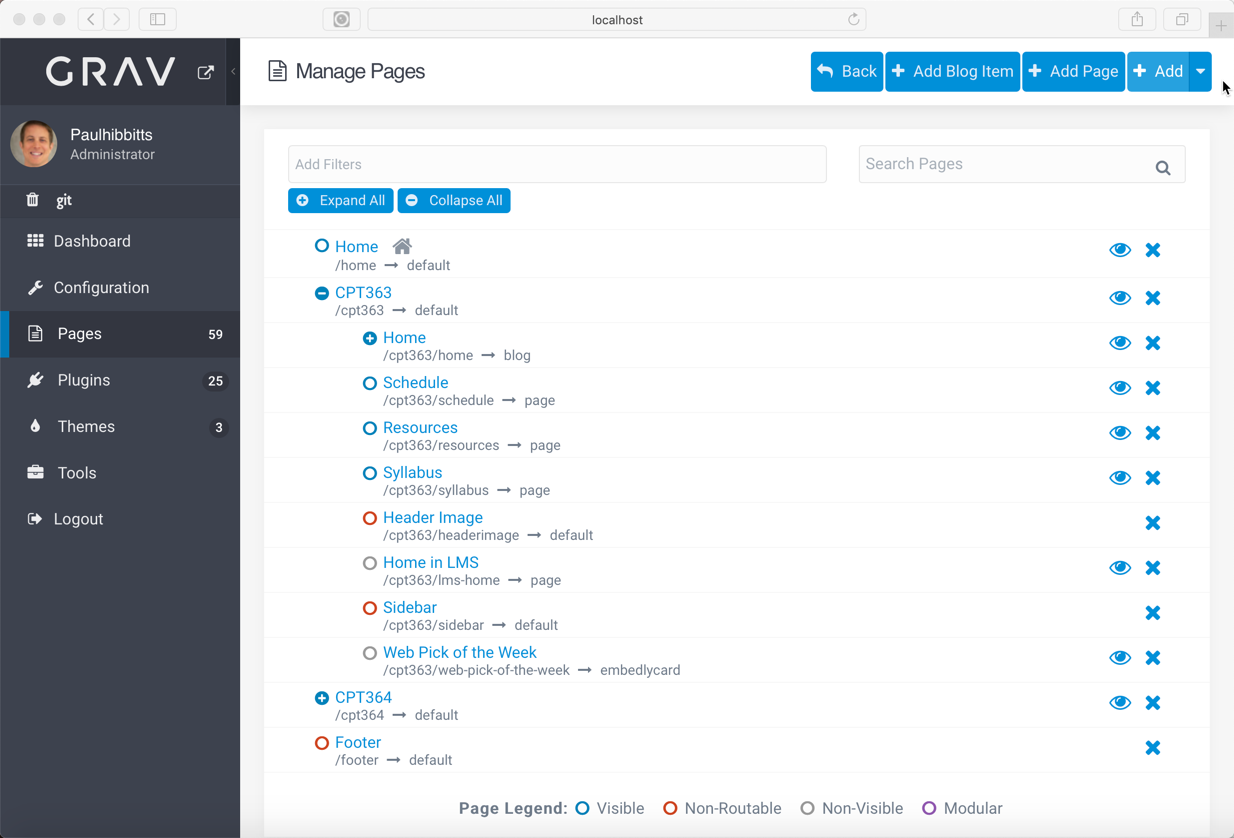 localhost
GRAV
Manage Pages
Back
Add Blog Item
Add Page
Add
Paulhibbitts
Administrator
git
Dashboard
Configuration
Pages 59
Plugins 25
Themes 3
Tools
Logout
Add Filters
Search Pages
Expand All
Collapse All
Home
/home → default
CPT363
/cpt363 → default
Home
/cpt363/home → blog
Schedule
/cpt363/schedule → page
Resources
/cpt363/resources → page
Syllabus
/cpt363/syllabus → page
Header Image
/cpt363/headerimage → default
Home in LMS
/cpt363/lms-home → page
Sidebar
/cpt363/sidebar → default
Web Pick of the Week
/cpt363/web-pick-of-the-week → embedlycard
CPT364
/cpt364 → default
Footer
/footer → default
Page Legend: Visible Non-Routable Non-Visible Modular